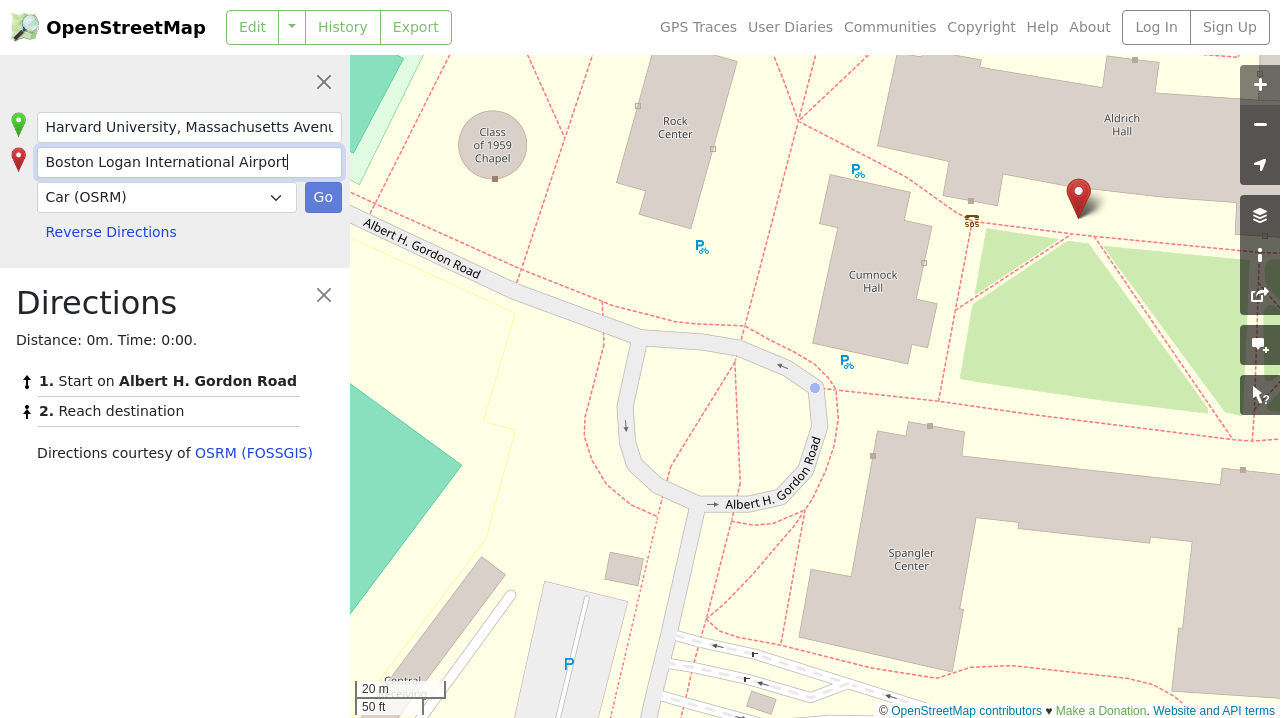 OpenStreetMap
Edit
History
Export
GPS Traces
User Diaries
Communities
Copyright
Help
About
Log In
Sign Up
Harvard University, Massachusetts Avenu
Boston Logan International Airport
Car (OSRM)
Go
Reverse Directions
Directions
Distance: 0m. Time: 0:00.
1. Start on Albert H. Gordon Road
2. Reach destination
Directions courtesy of OSRM (FOSSGIS)
Class
of 1959
Chapel
Rock
Center
Aldrich
Hall
SOS
Albert H. Gordon Road
Cumnock
Hall
Albert H. Gordon Road
Spangler
Center
P
Central
Receiving
20 m
50 ft
© OpenStreetMap contributors ♥ Make a Donation. Website and API terms